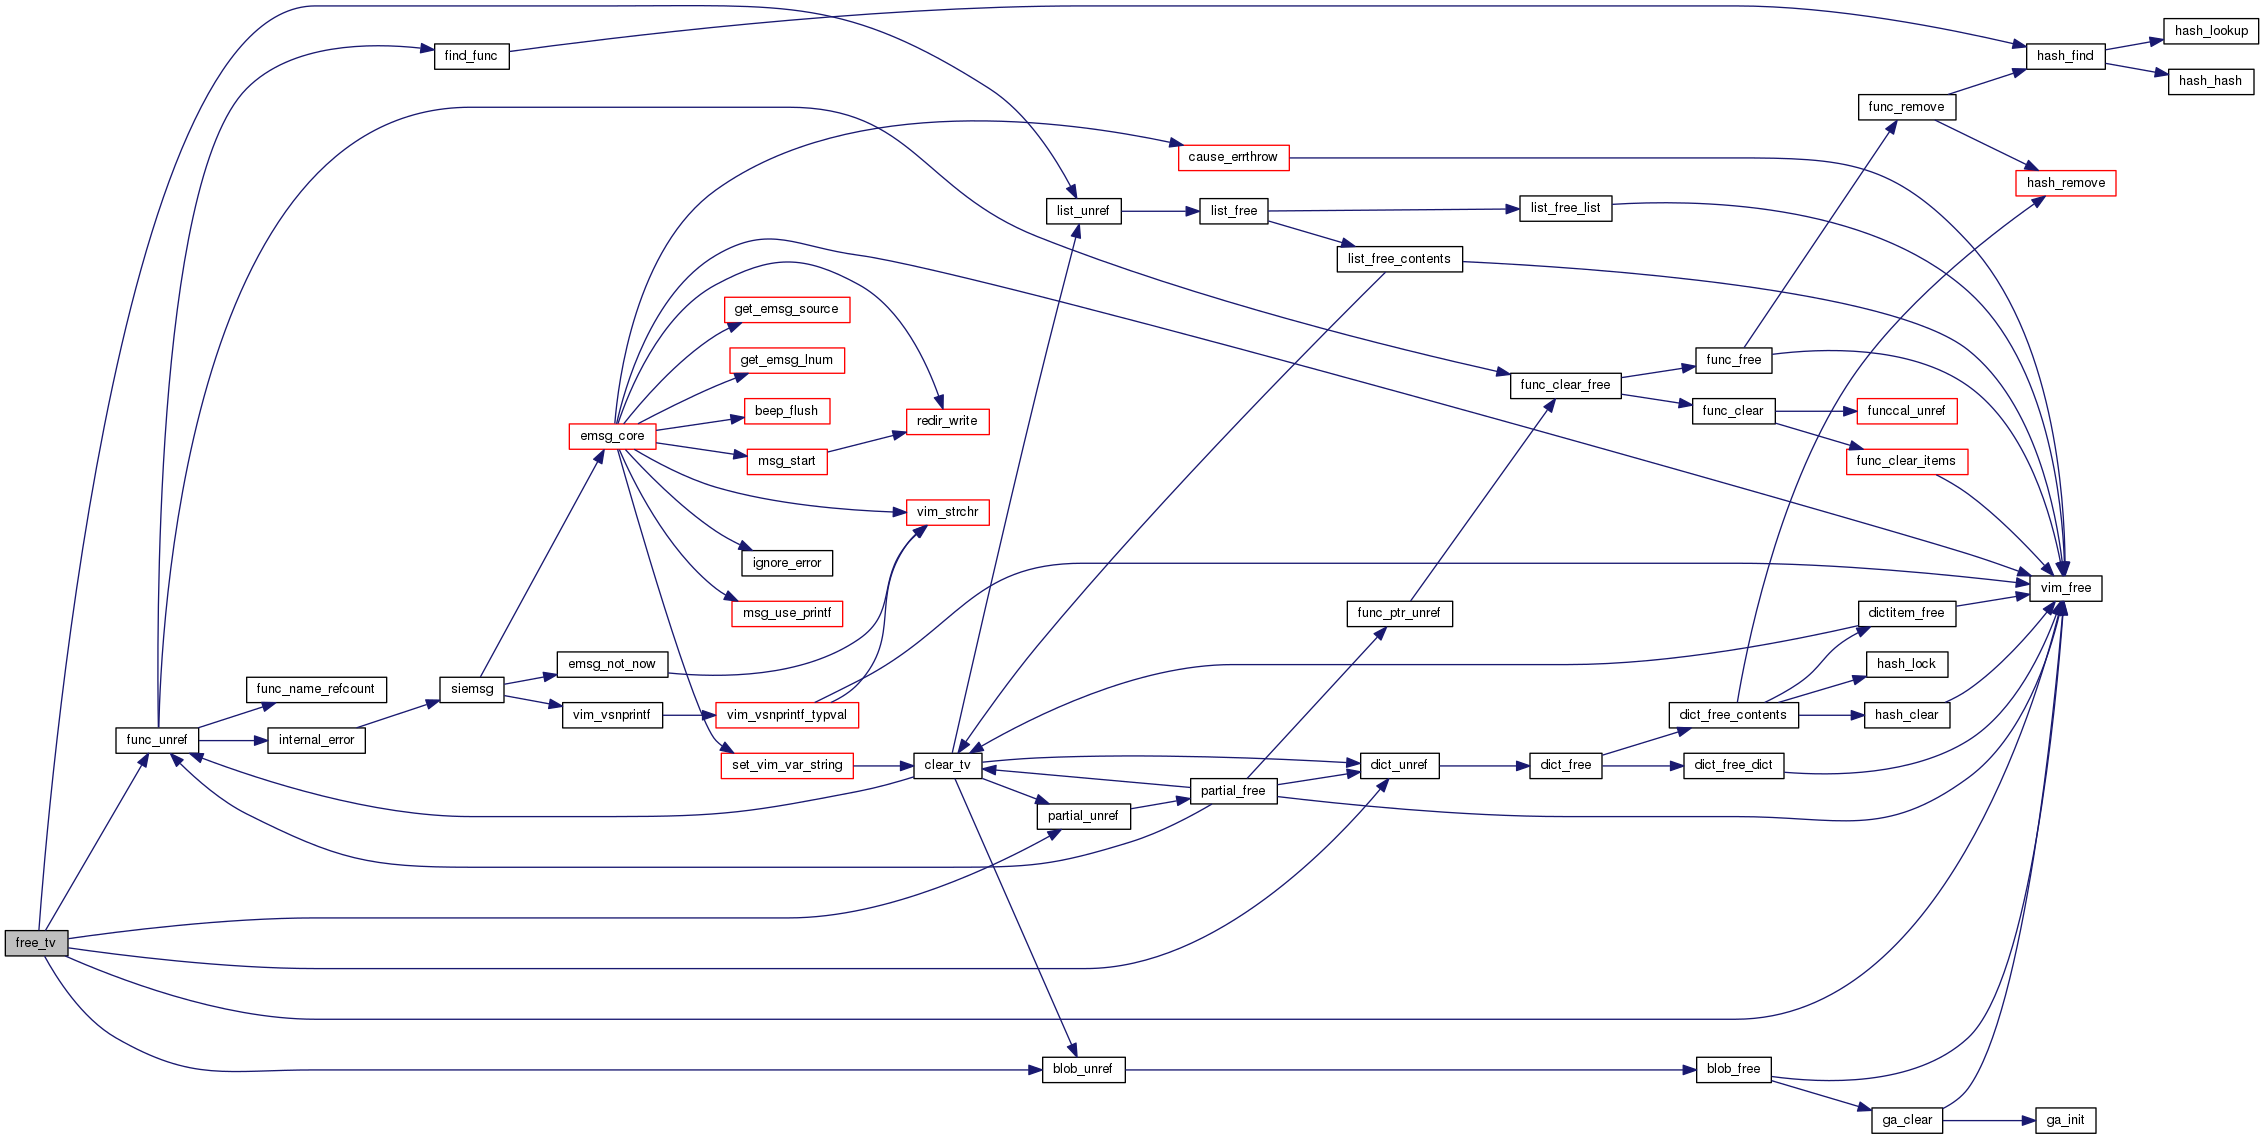 free_tv
func_unref
func_name_refcount
internal_error
find_func
siemsg
emsg_core
emsg_not_now
vim_vsnprintf
get_emsg_source
get_emsg_lnum
beep_flush
msg_start
ignore_error
msg_use_printf
vim_vsnprintf_typval
set_vim_var_string
redir_write
vim_strchr
clear_tv
list_unref
partial_unref
blob_unref
cause_errthrow
list_free
partial_free
list_free_contents
func_ptr_unref
dict_unref
list_free_list
func_clear_free
dict_free
func_free
func_clear
dict_free_contents
dict_free_dict
blob_free
func_remove
funccal_unref
func_clear_items
dictitem_free
hash_lock
hash_clear
ga_clear
hash_find
hash_remove
vim_free
ga_init
hash_lookup
hash_hash